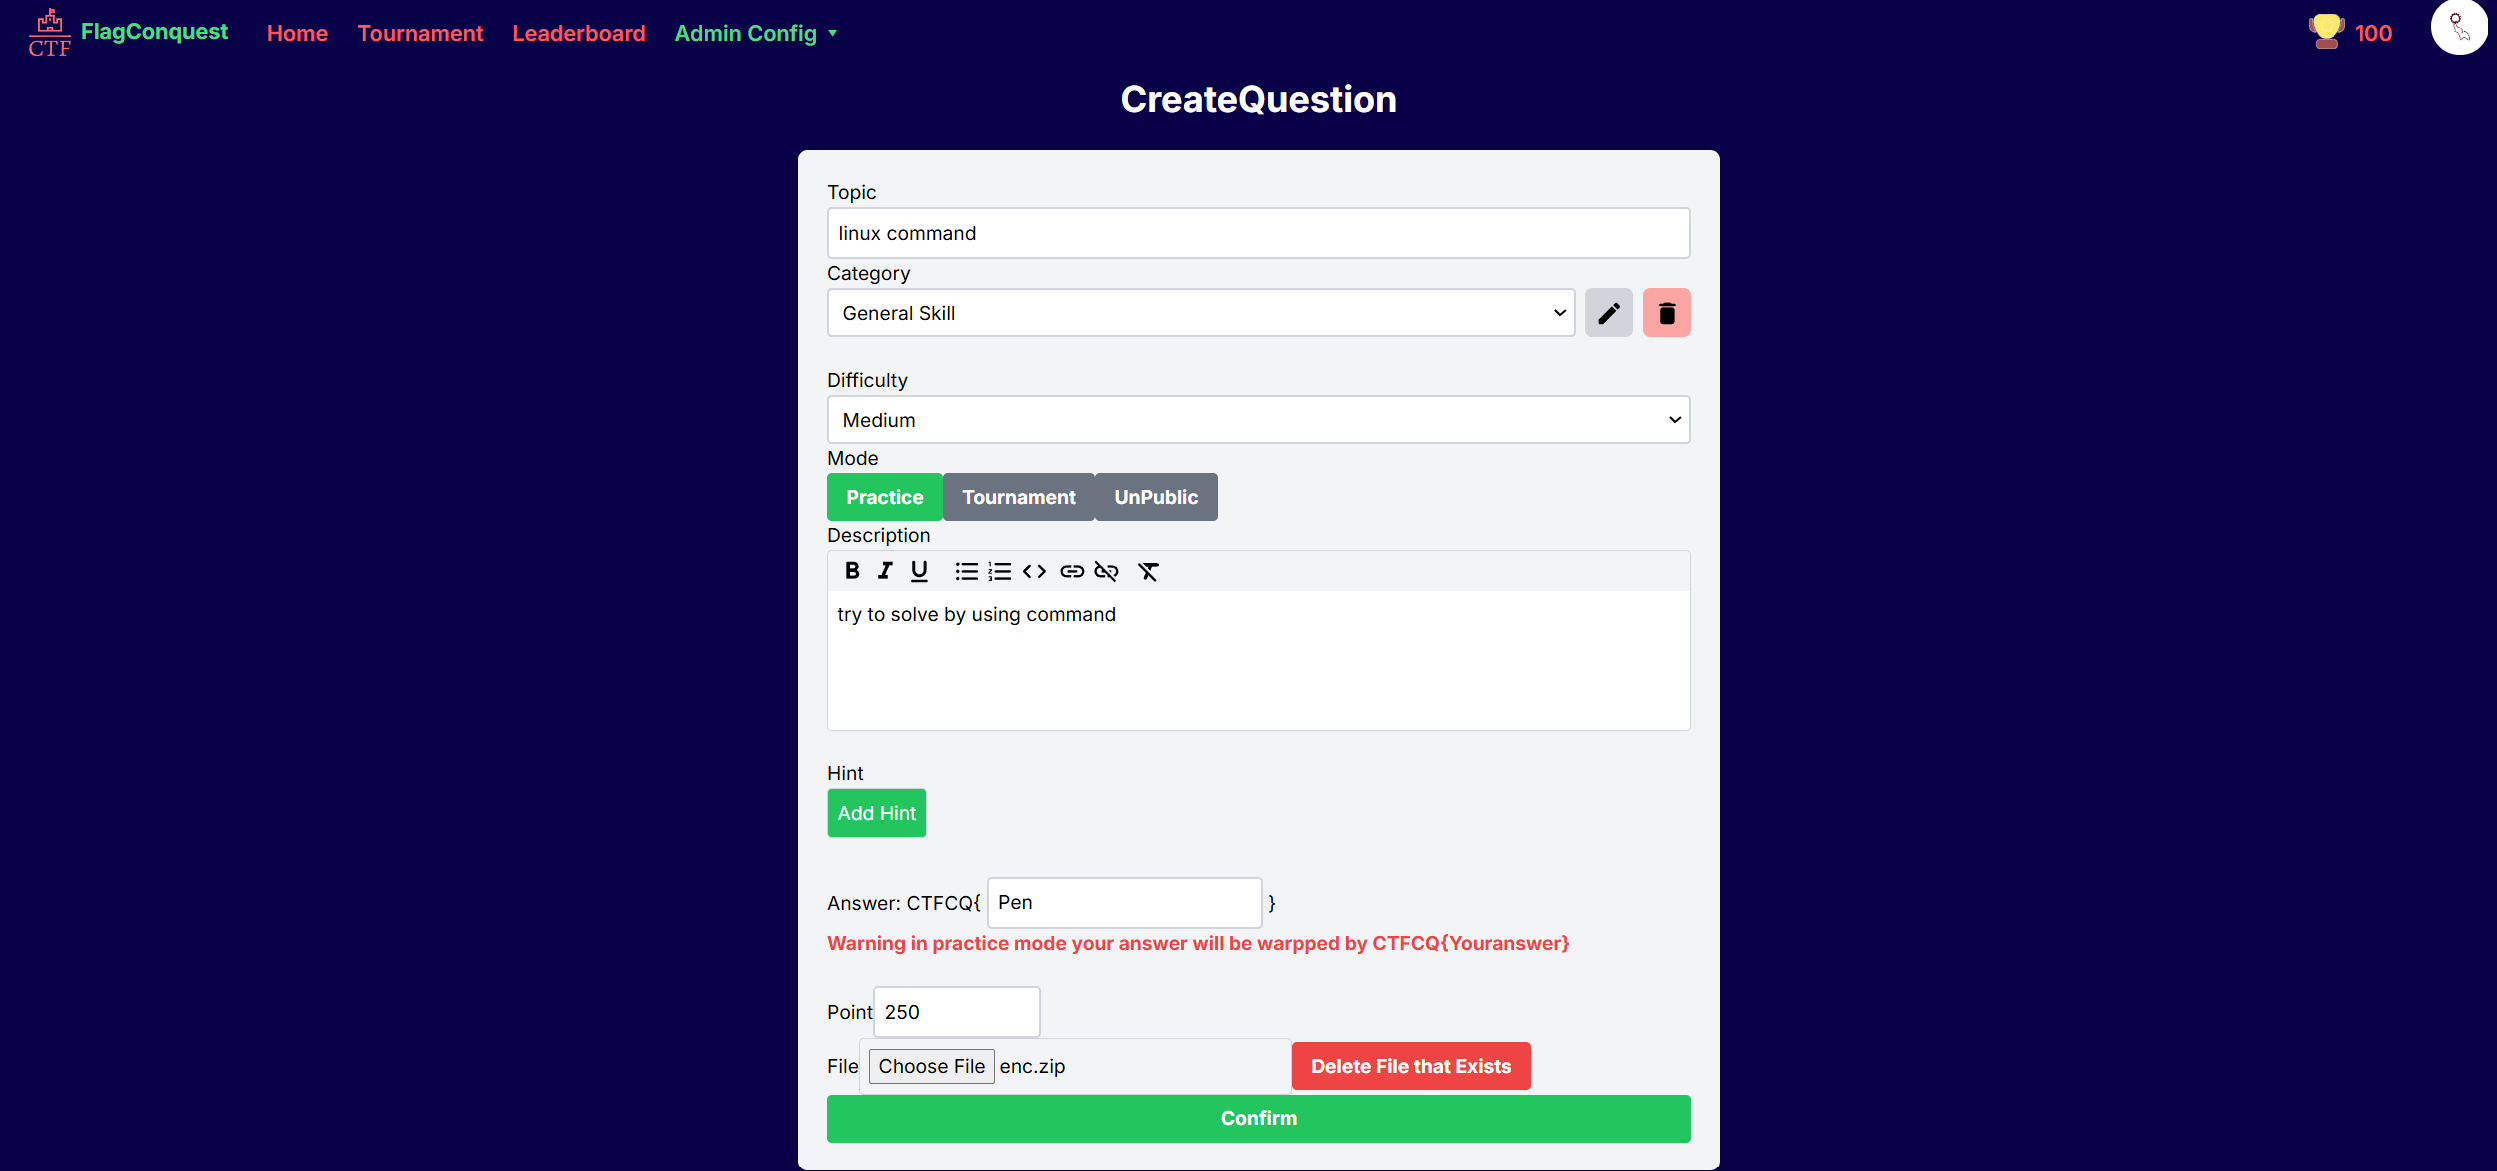 CTF FlagConquest Home Tournament Leaderboard Admin Config 100
CreateQuestion
Topic
linux command
Category
General Skill
Difficulty
Medium
Mode
Practice Tournament UnPublic
Description
B I U
try to solve by using command
Hint
Add Hint
Answer: CTFCQ{ Pen }
Warning in practice mode your answer will be warpped by CTFCQ{Youranswer}
Point 250
File Choose File enc.zip Delete File that Exists
Confirm